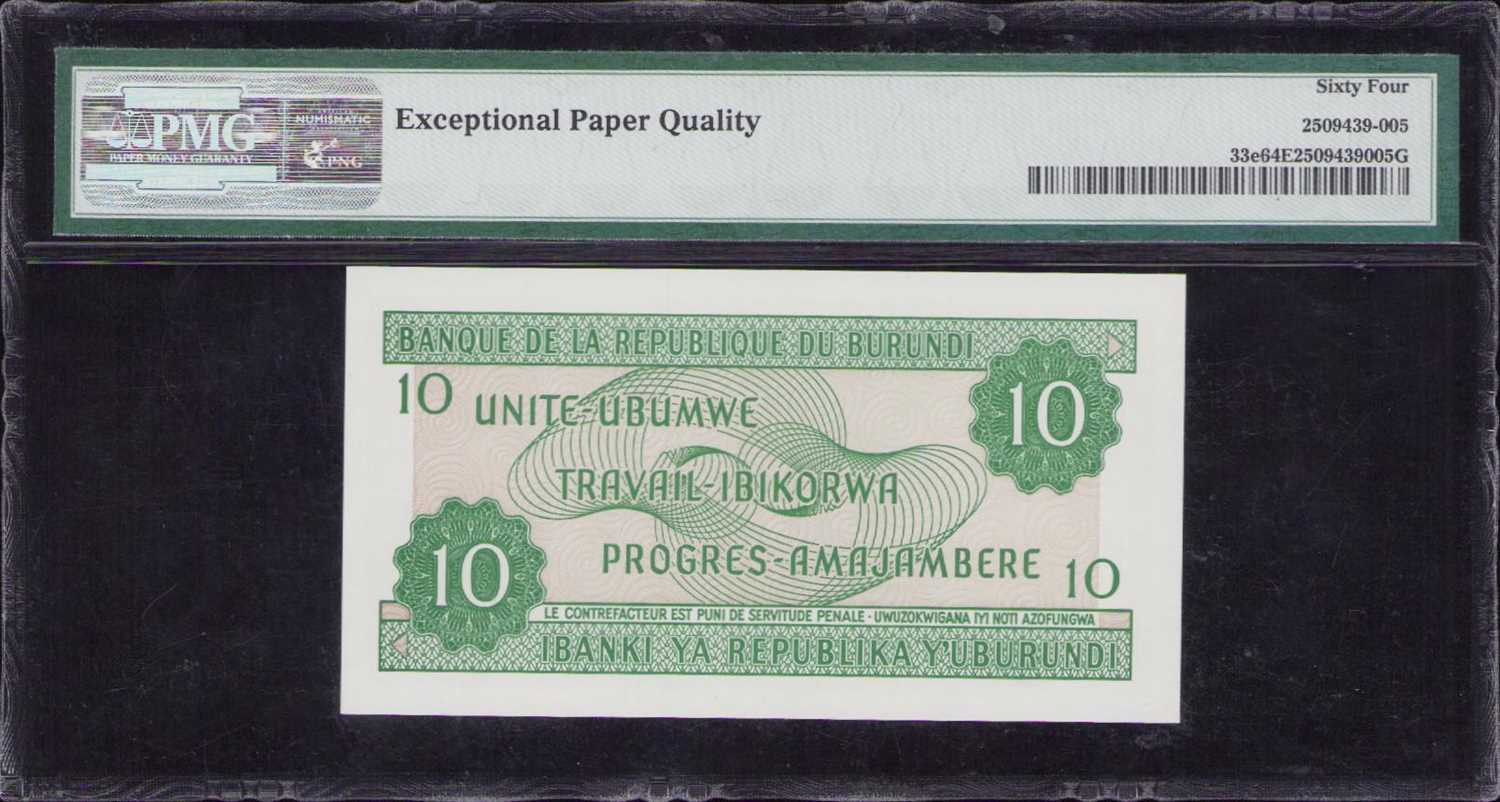 Sixty Four
PMG
PAPER MONEY GUARANTY
NUMISMATIC
PNG
Exceptional Paper Quality
2509439-005
33e64E2509439005G
BANQUE DE LA REPUBLIQUE DU BURUNDI
10
10
UNITE-UBUMWE
TRAVAIL-IBIKORWA
PROGRES-AMAJAMBERE
10
10
LE CONTREFACTEUR EST PUNI DE SERVITUDE PENALE - UWUZOKWIGANA IYI NOTI AZOFUNGWA
IBANKI YA REPUBLIKA Y'UBURUNDI